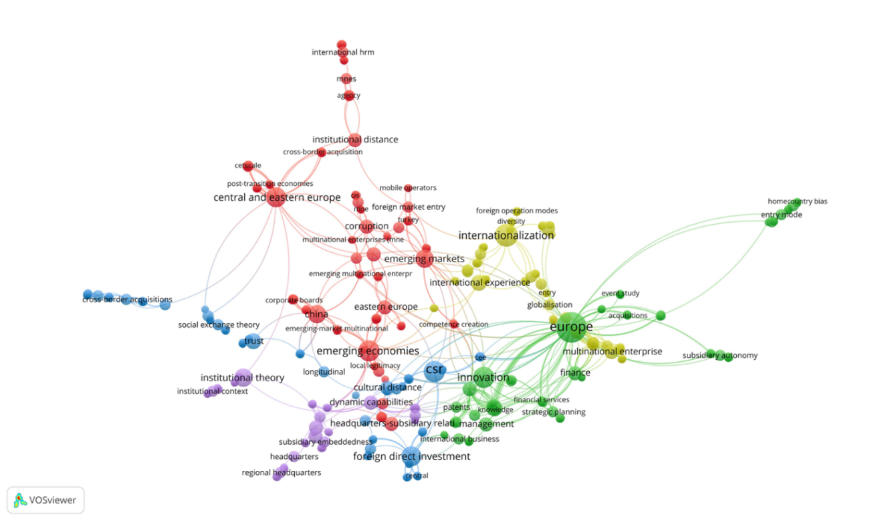 international hrm
mnes
agency
institutional distance
cross-border acquisition
post-transition economies
central and eastern europe
mobile operators
foreign market entry
turkey
corruption
multinational enterprises (mne
emerging markets
emerging multinational enterpr
foreign operation modes
diversity
internationalization
international experience
entry
globalisation
homecountry bias
entry mode
event study
acquisitions
europe
multinational enterprise
subsidiary autonomy
finance
cross-border acquisitions
social exchange theory
trust
corporate boards
china
eastern europe
emerging-market multinational
competence creation
emerging economies
local legitimacy
longitudinal
cee
csr
innovation
institutional theory
institutional context
cultural distance
dynamic capabilities
patents
knowledge
financial services
strategic planning
headquarters-subsidiary relati
management
international business
subsidiary embeddedness
headquarters
regional headquarters
foreign direct investment
central
VOSviewer